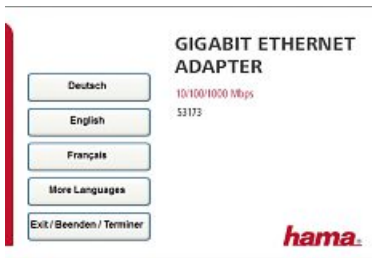 GIGABIT ETHERNET
ADAPTER
10/100/1000 Mbps
53173
Deutsch
English
Français
More Languages
Exit / Beenden / Terminer
hama.